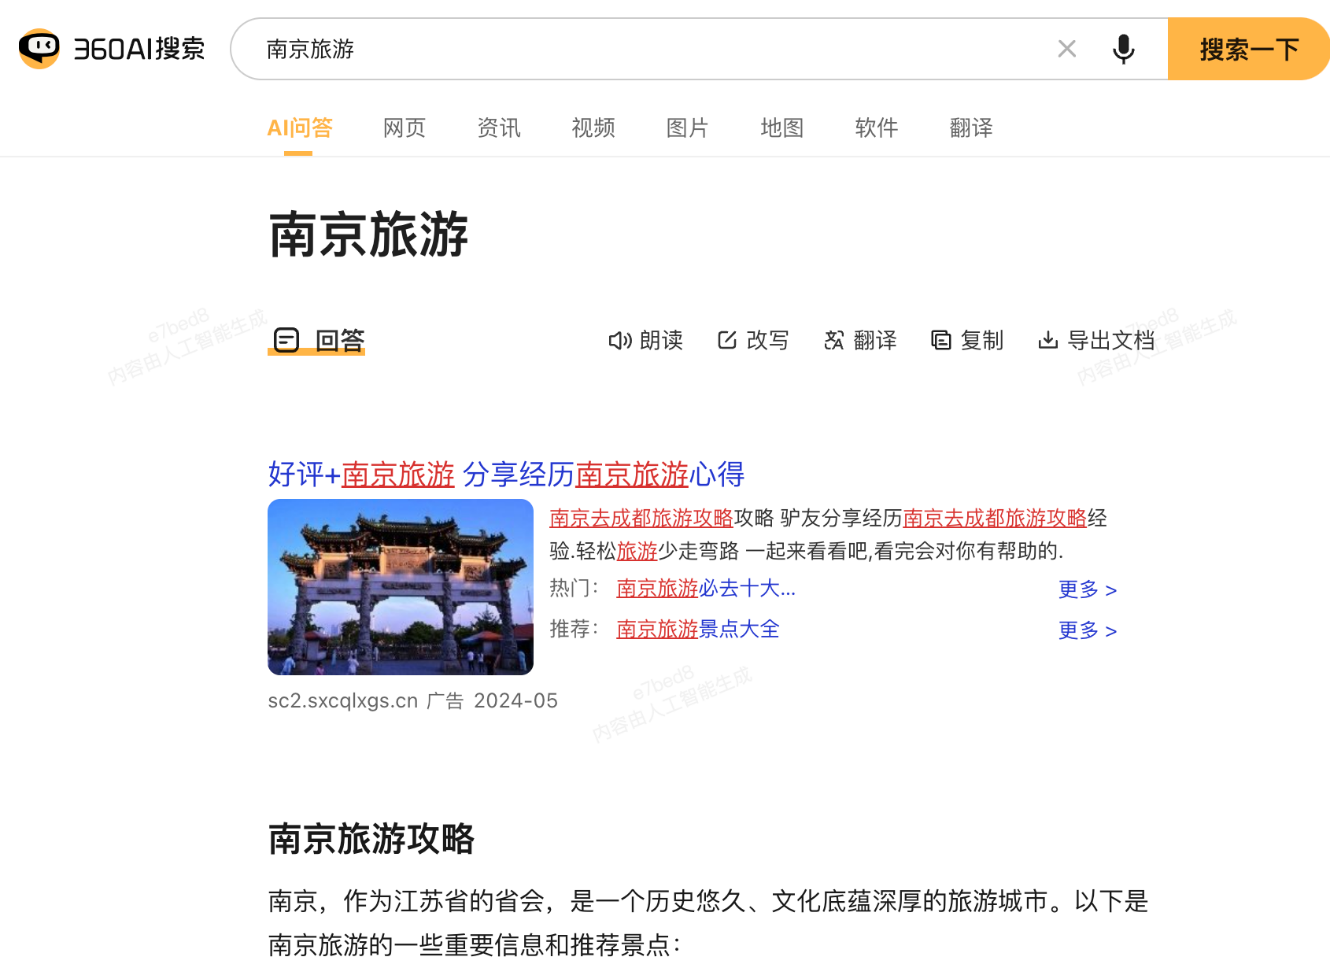 360AI搜索
南京旅游
搜索一下
AI问答 网页 资讯 视频 图片 地图 软件 翻译
南京旅游
回答 朗读 改写 翻译 复制 导出文档
e7bed8
内容由人工智能生成
e7bed8
内容由人工智能生成
好评+南京旅游 分享经历南京旅游心得
南京去成都旅游攻略攻略 驴友分享经历南京去成都旅游攻略经
验.轻松旅游少走弯路 一起来看看吧,看完会对你有帮助的.
热门: 南京旅游必去十大... 更多 >
推荐: 南京旅游景点大全 更多 >
sc2.sxcqlxgs.cn 广告 2024-05
e7bed8
内容由人工智能生成
南京旅游攻略
南京，作为江苏省的省会，是一个历史悠久、文化底蕴深厚的旅游城市。以下是
南京旅游的一些重要信息和推荐景点：